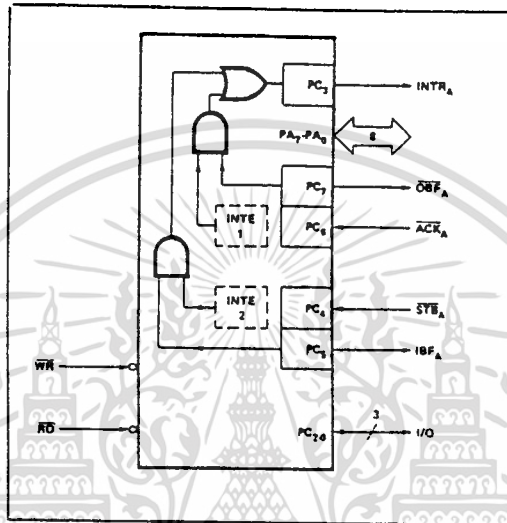 PC3
INTRA
PA7-PA0
8
PC7
OBFA
INTE
1
PC6
ACKA
INTE
2
PC4
STBA
PC5
IBFA
WR
RD
PC2-0
3
I/O